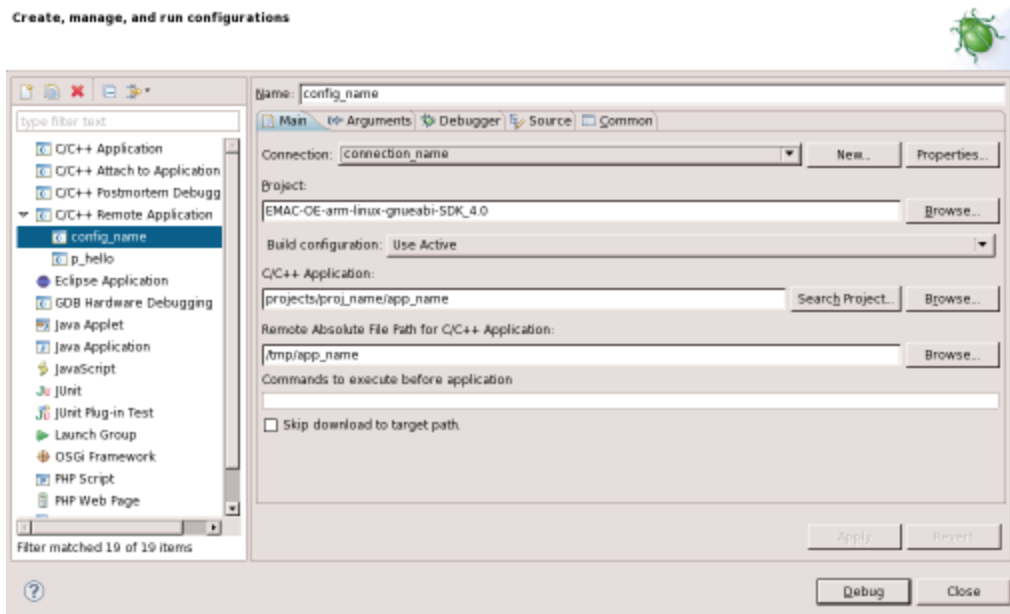 Create, manage, and run configurations
type filter text
C/C++ Application
C/C++ Attach to Application
C/C++ Postmortem Debugg
C/C++ Remote Application
config_name
p_hello
Eclipse Application
GDB Hardware Debugging
Java Applet
Java Application
JavaScript
Ju JUnit
JUnit Plug-in Test
Launch Group
OSGi Framework
PHP Script
PHP Web Page
Filter matched 19 of 19 items
Name: config_name
Main Arguments Debugger Source Common
Connection: connection_name New... Properties...
Project:
EMAC-OE-arm-linux-gnueabi-SDK_4.0 Browse...
Build configuration: Use Active
C/C++ Application:
projects/proj_name/app_name Search Project... Browse...
Remote Absolute File Path for C/C++ Application:
/tmp/app_name Browse...
Commands to execute before application
Skip download to target path.
Apply Revert
? Debug Close